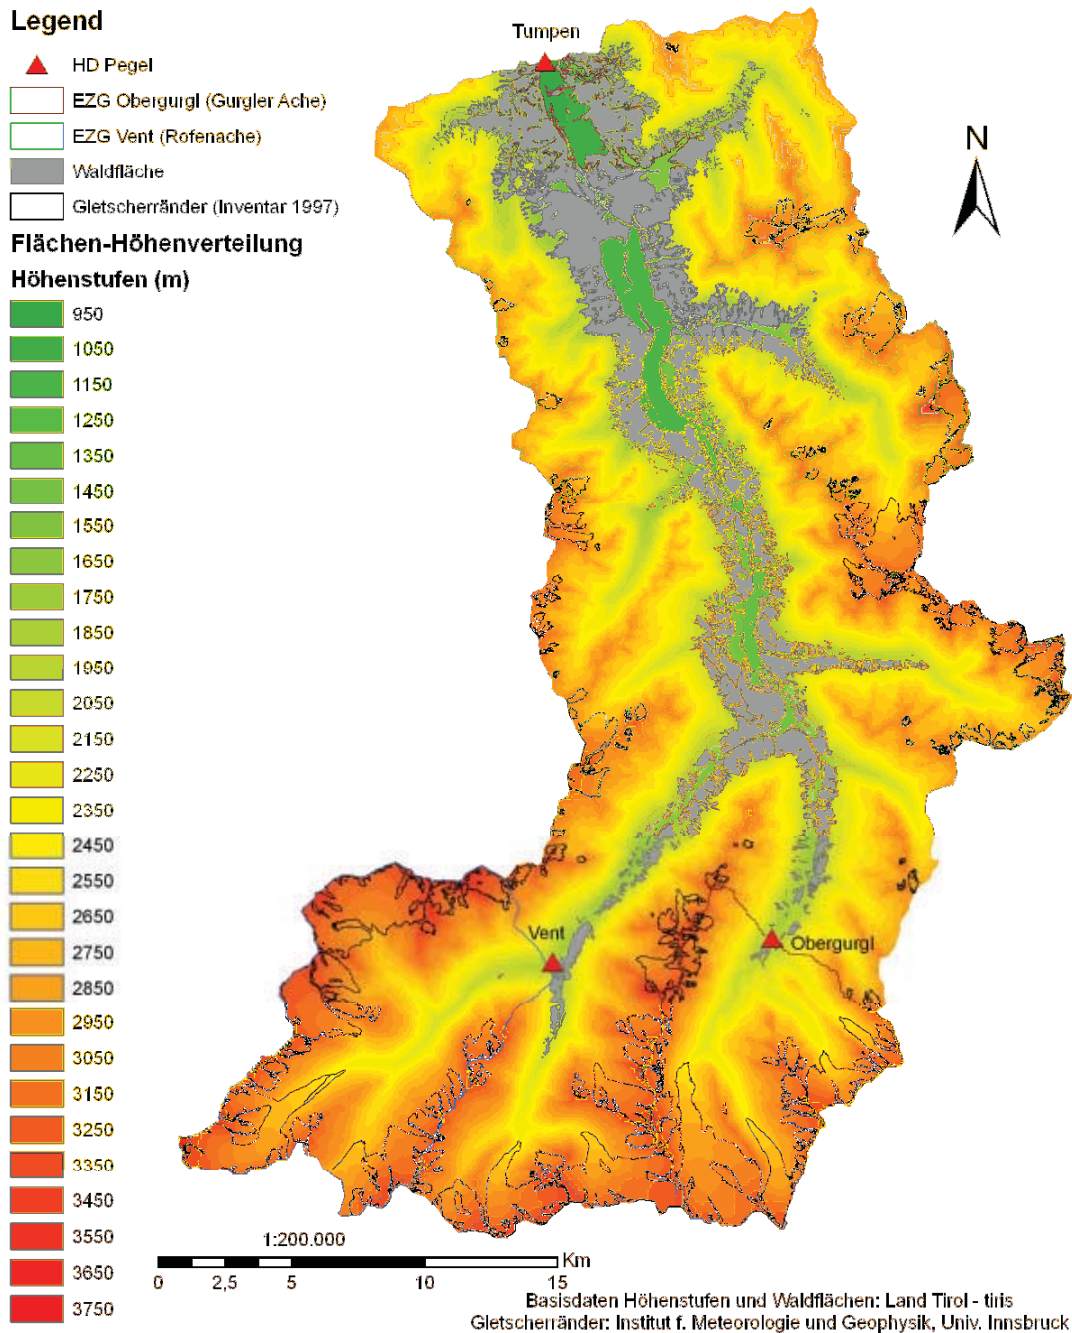 Legend
HD Pegel
EZG Obergurgl (Gurgler Ache)
EZG Vent (Rofenache)
Waldfläche
Gletscherränder (Inventar 1997)
Flächen-Höhenverteilung
Höhenstufen (m)
950
1050
1150
1250
1350
1450
1550
1650
1750
1850
1950
2050
2150
2250
2350
2450
2550
2650
2750
2850
2950
3050
3150
3250
3350
3450
3550
3650
3750
Tumpen
N
Vent
Obergurgl
1:200.000
Km
0 2,5 5 10 15
Basisdaten Höhenstufen und Waldflächen: Land Tirol - tiris
Gletscherränder: Institut f. Meteorologie und Geophysik, Univ. Innsbruck